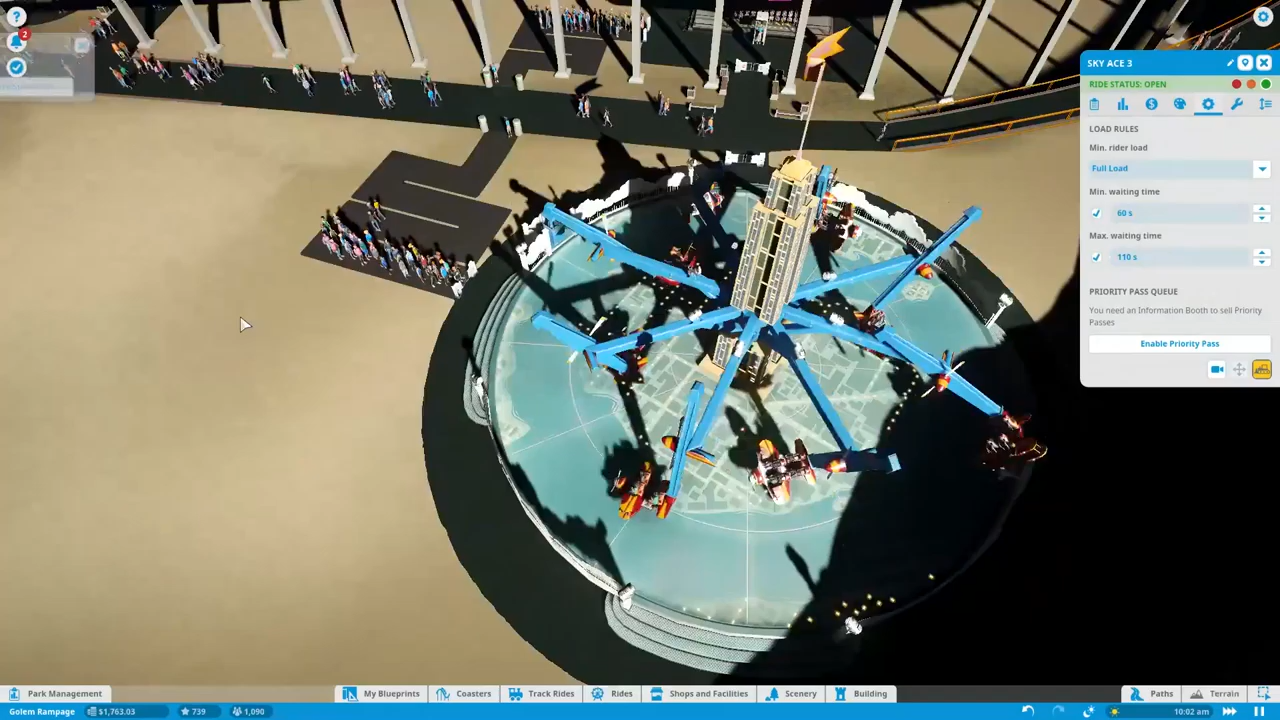 ?
2
SKY ACE 3
RIDE STATUS: OPEN
LOAD RULES
Min. rider load
Full Load
Min. waiting time
60 s
Max. waiting time
110 s
PRIORITY PASS QUEUE
You need an Information Booth to sell Priority
Passes
Enable Priority Pass
Park Management
My Blueprints
Coasters
Track Rides
Rides
Shops and Facilities
Scenery
Building
Paths
Terrain
Golem Rampage
$1,763.03
739
1,090
10:02 am